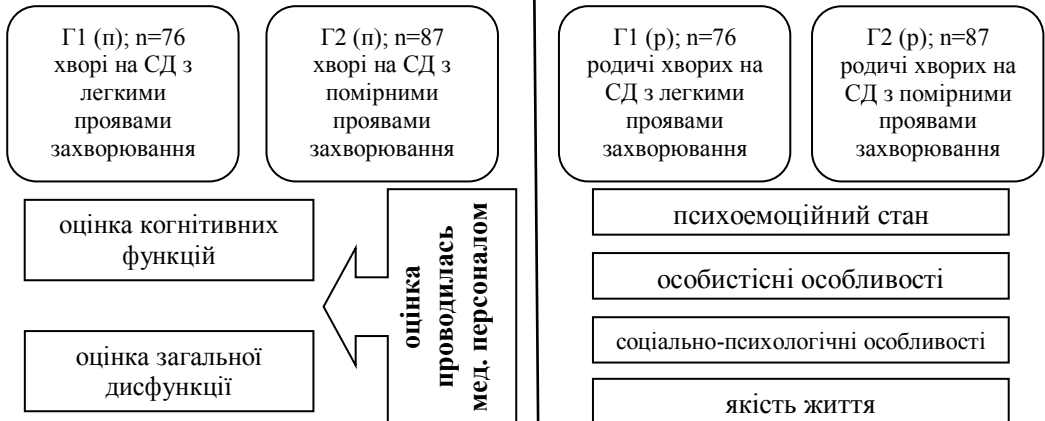 Г1 (п); n=76
хворі на СД з
легкими
проявами
захворювання
Г2 (п); n=87
хворі на СД з
помірними
проявами
захворювання
Г1 (р); n=76
родичі хворих на
СД з легкими
проявами
захворювання
Г2 (р); n=87
родичі хворих на
СД з помірними
проявами
захворювання
оцінка когнітивних
функцій
оцінка загальної
дисфункції
оцінка
проводилась
мед. персоналом
психоемоційний стан
особистісні особливості
соціально-психологічні особливості
якість життя